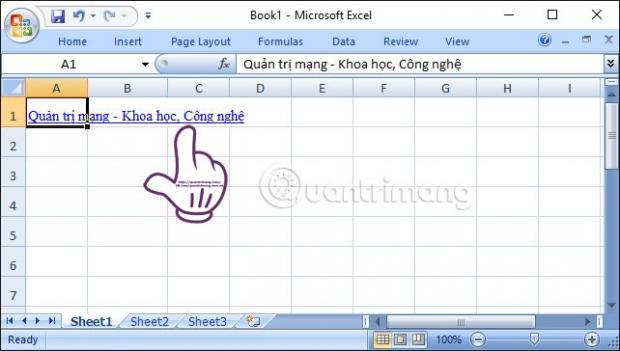 Book1 - Microsoft Excel
Home Insert Page Layout Formulas Data Review View
A1 fx Quản trị mạng - Khoa học, Công nghệ
A B C D E F G H I
1 Quản trị mạng - Khoa học, Công nghệ
Quantrimang
2
3
4
5
6
7
Sheet1 Sheet2 Sheet3
Ready 100%